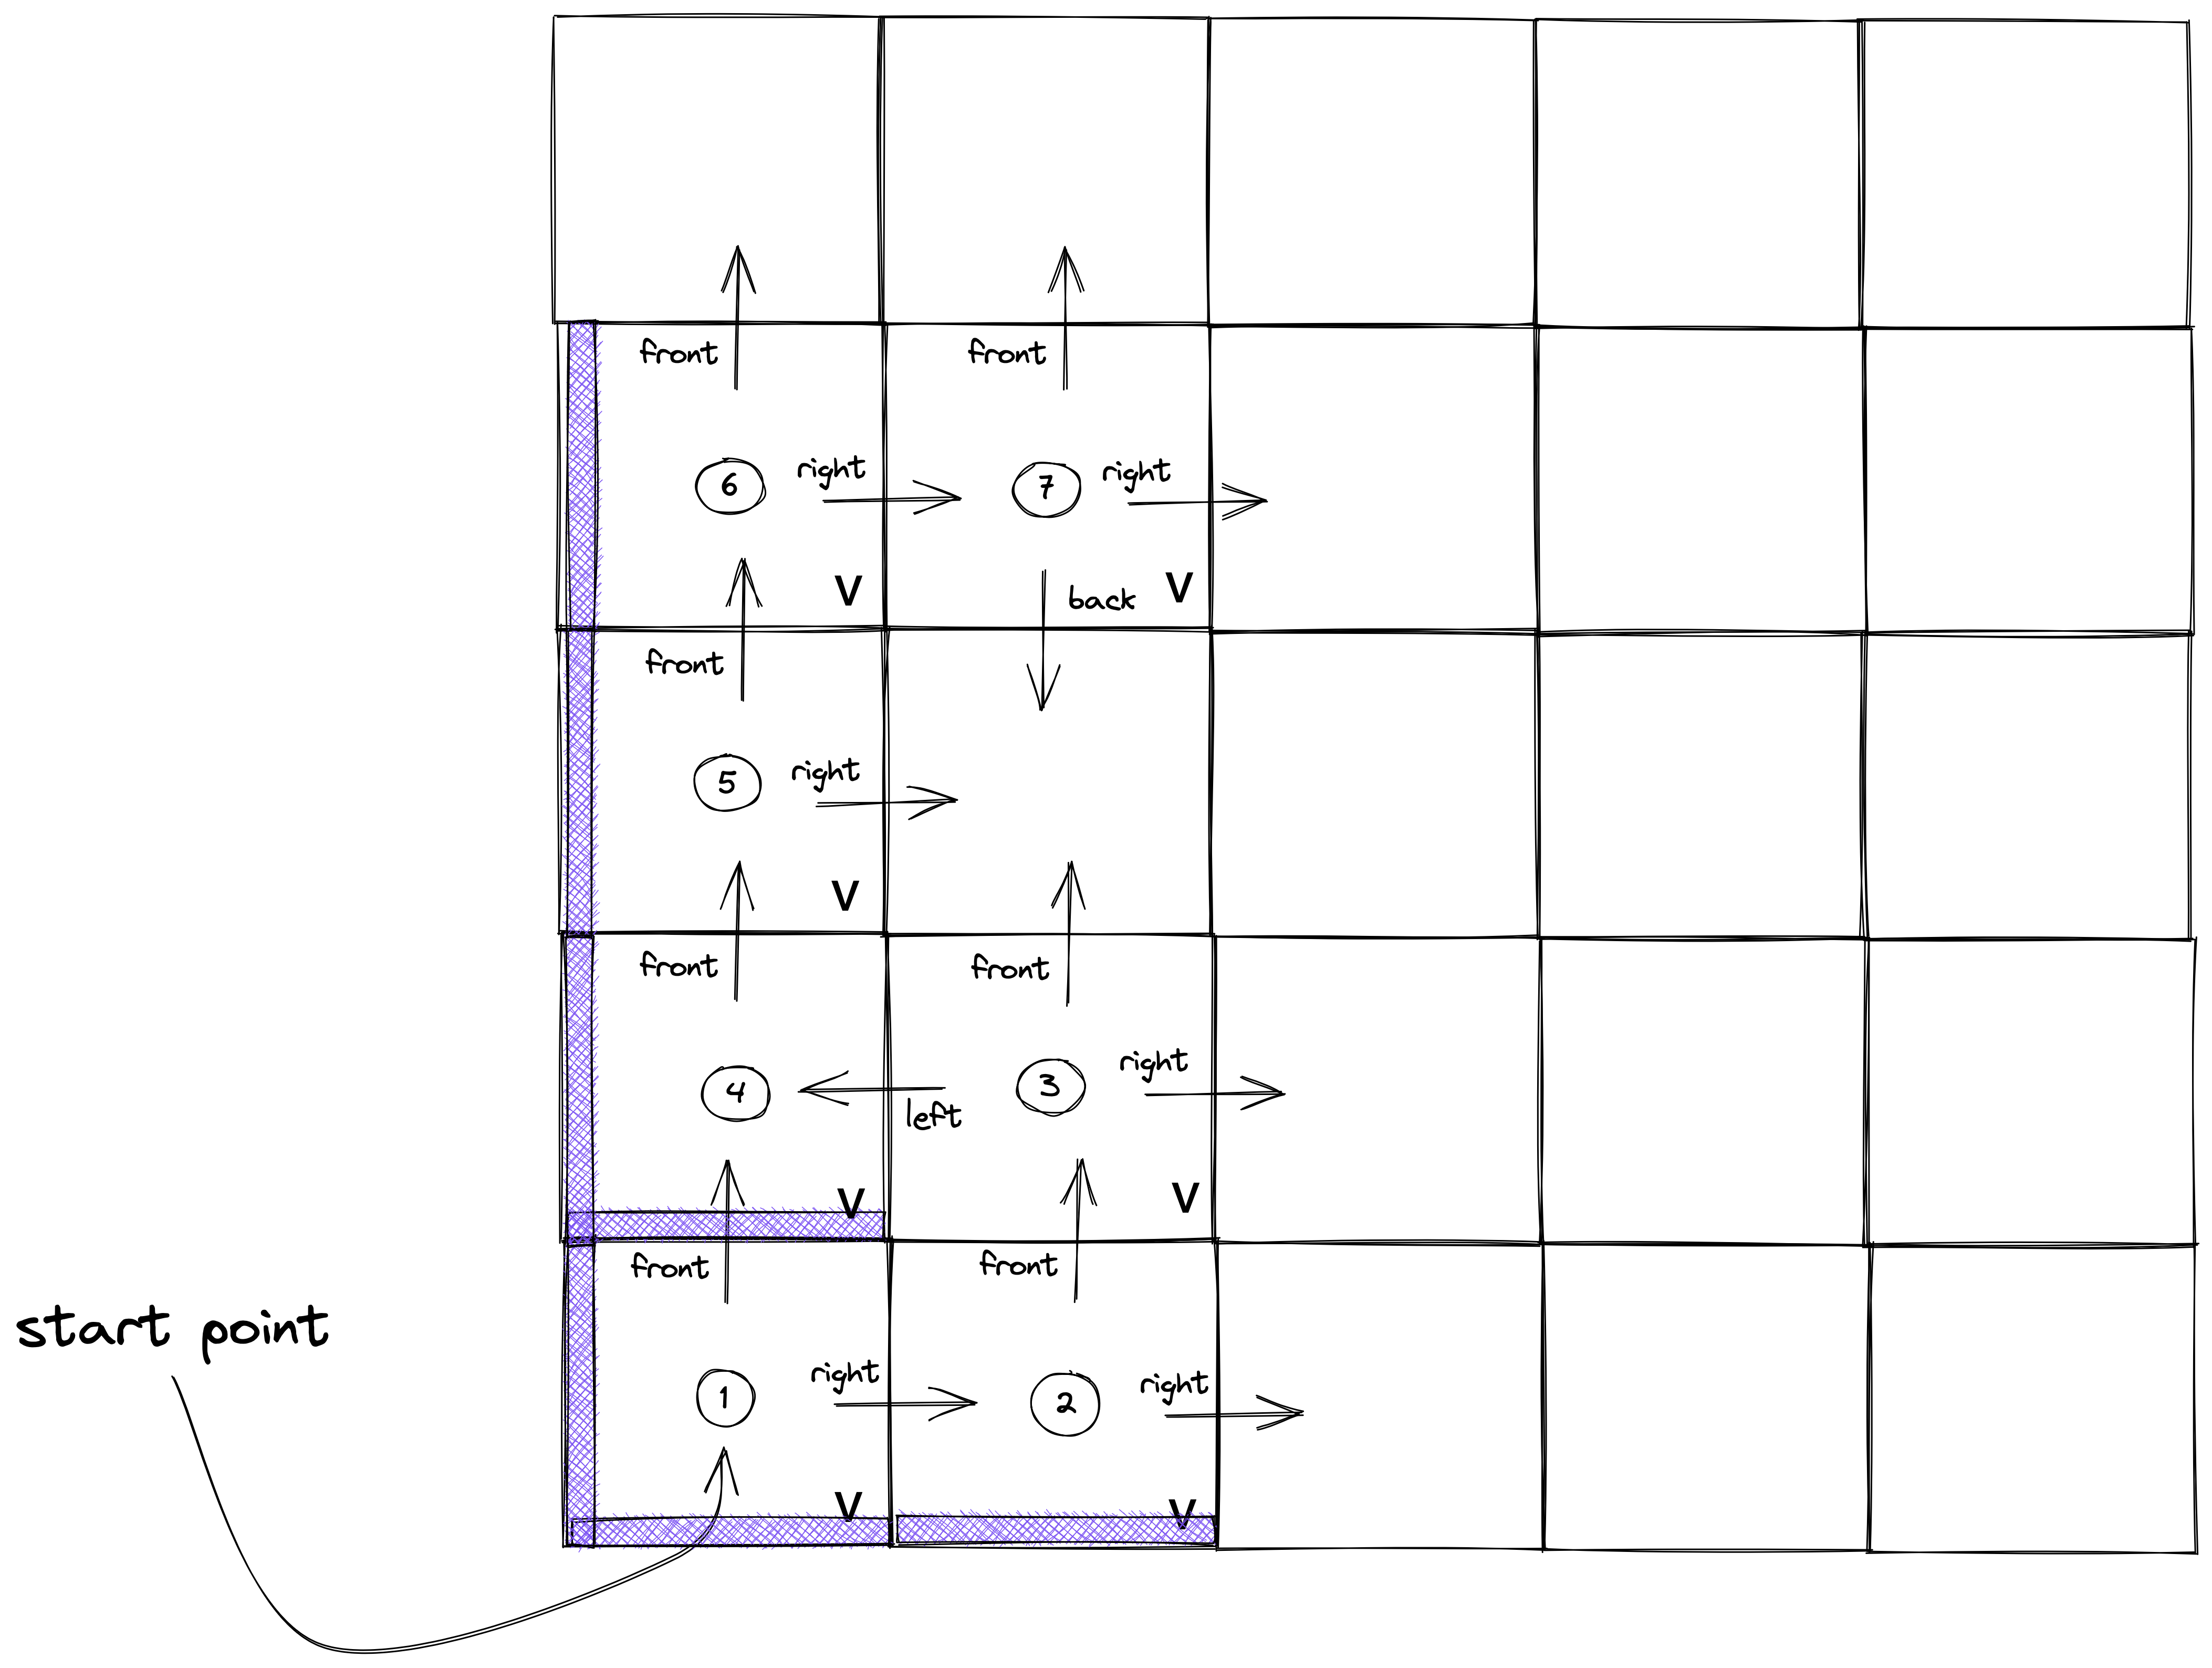 front
front
6
right
7
right
V
back
V
front
5
right
V
front
front
4
left
3
right
V
V
front
front
start point
1
right
2
right
V
V